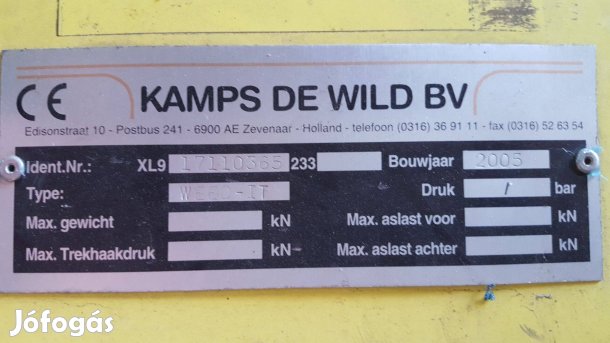 CE KAMPS DE WILD BV
Edisonstraat 10 - Postbus 241 - 6900 AE Zevenaar - Holland - telefoon (0316) 36 91 11 - fax (0316) 52 63 54
Ident.Nr.: XL9 17110365 233 Bouwjaar 2005
Type: WEED-IT Druk / bar
Max. gewicht kN Max. aslast voor kN
Max. Trekhaakdruk kN Max. aslast achter kN
Jófogás